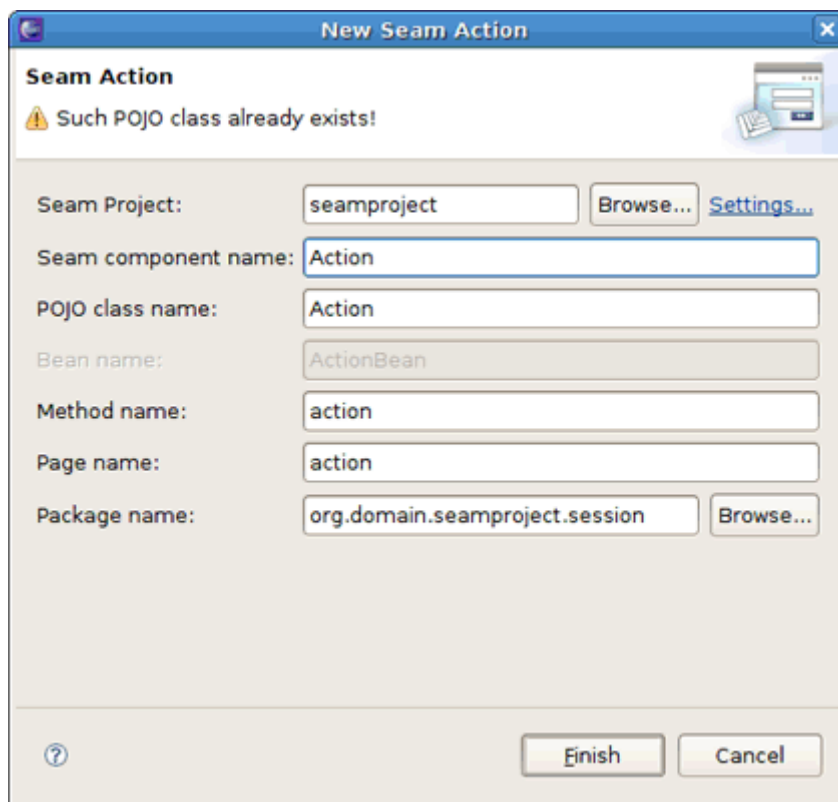 New Seam Action
Seam Action
Such POJO class already exists!
Seam Project: seamproject Browse... Settings...
Seam component name: Action
POJO class name: Action
Bean name: ActionBean
Method name: action
Page name: action
Package name: org.domain.seamproject.session Browse...
? Finish Cancel